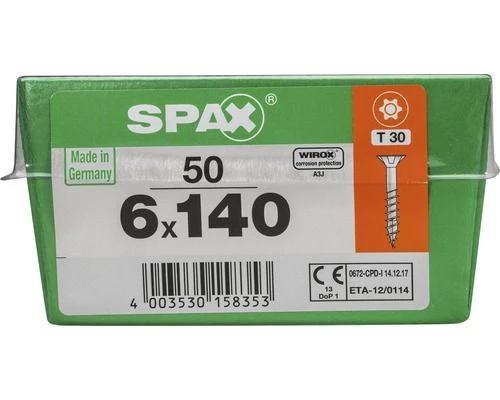 SPAX®
T 30
Made in
Germany
WIROX®
corrosion protection
A3J
50
6x140
4 003530 158353
CE
13
DoP 1
0672-CPD-I 14.12.17
ETA-12/0114